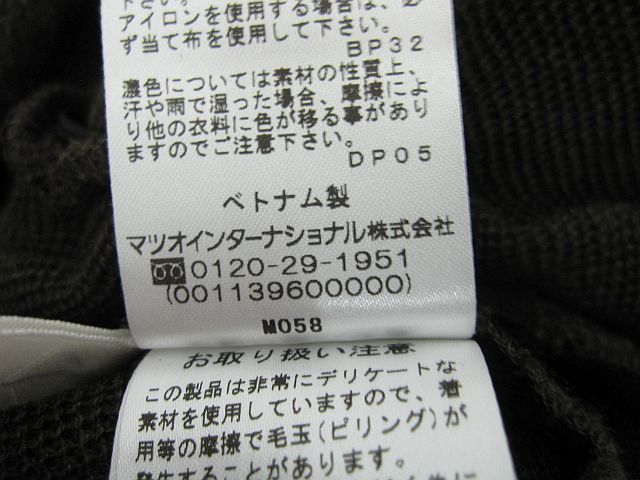 下さい。
アイロンを使用する場合は、必
ず当て布を使用して下さい。
BP32
濃色については素材の性質上、
汗や雨で湿った場合、摩擦によ
り他の衣料に色が移る事があり
ますのでご注意下さい。
DP05
ベトナム製
マツオインターナショナル株式会社
0120-29-1951
(001139600000)
M058
お取り扱い注意
この製品は非常にデリケートな
素材を使用していますので、着
用等の摩擦で毛玉(ピリング)が
発生することがあります。